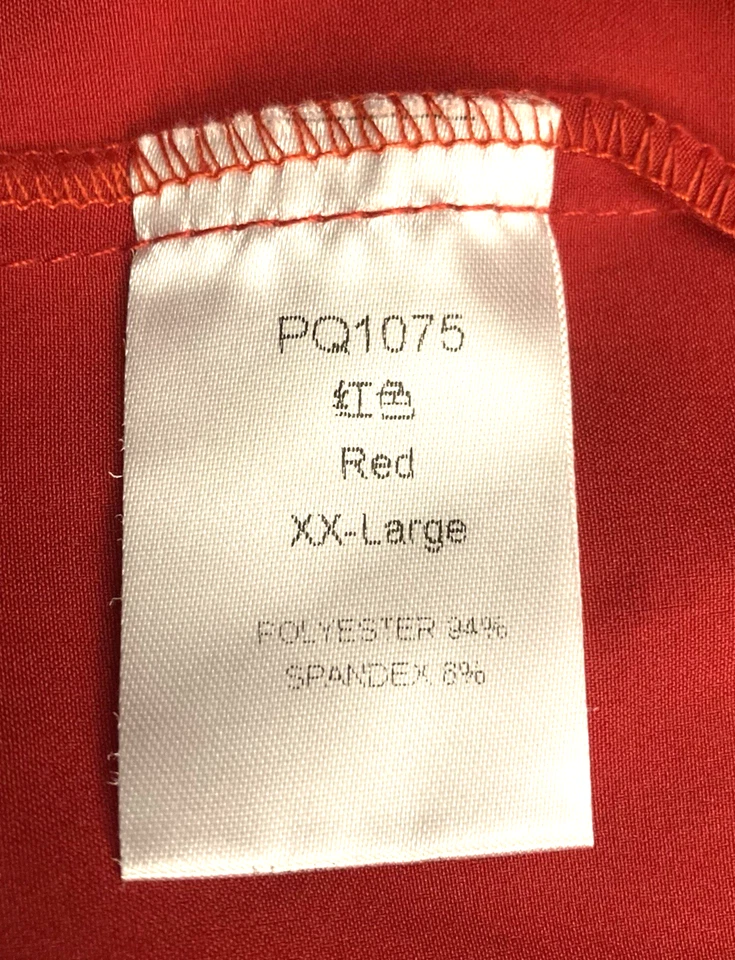 PQ1075
红色
Red
XX-Large
POLYESTER 94%
SPANDEX 6%